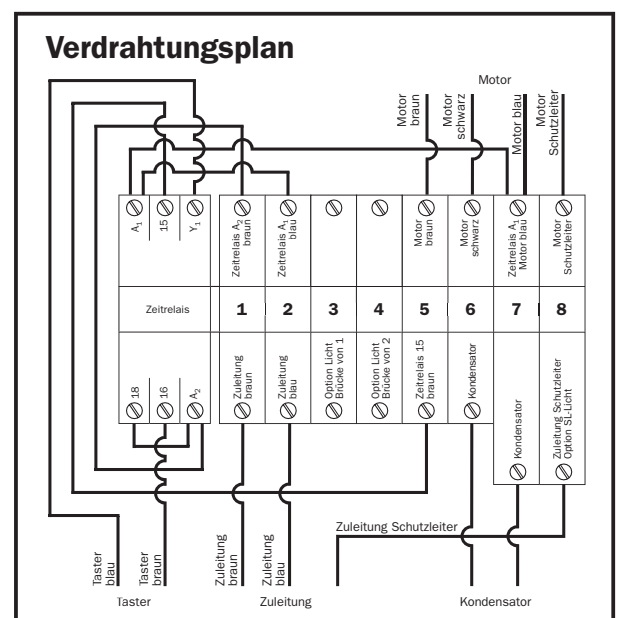 Verdrahtungsplan
Motor
Motor
braun
Motor
schwarz
Motor blau
Motor
Schutzleiter
A1
15
Y1
Zeitrelais A2
braun
Zeitrelais A1
blau
Motor
braun
Motor
schwarz
Zeitrelais A1
Motor blau
Motor
Schutzleiter
Zeitrelais
1
2
3
4
5
6
7
8
18
16
A2
Zuleitung
braun
Zuleitung
blau
Option Licht
Brücke von 1
Option Licht
Brücke von 2
Zeitrelais 15
braun
Kondensator
Kondensator
Zuleitung Schutzleiter
Option SL-Licht
Zuleitung Schutzleiter
Taster
blau
Taster
braun
Zuleitung
braun
Zuleitung
blau
Taster
Zuleitung
Kondensator